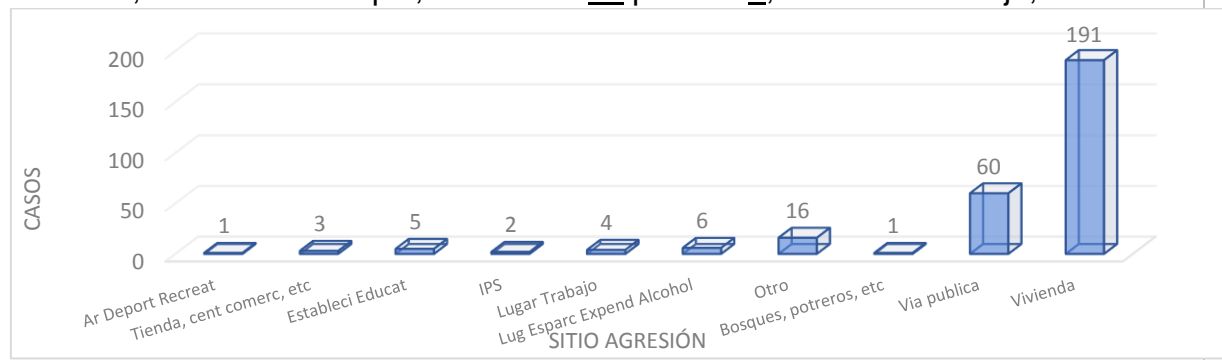 191
200
150
100
60
50
16
1
3
5
2
4
6
1
0
CASOS
Ar Deport Recreat
Tienda, cent comerc, etc
Estableci Educat
IPS
Lugar Trabajo
Lug Esparc Expend Alcohol
Otro
Bosques, potreros, etc
Via publica
Vivienda
SITIO AGRESIÓN